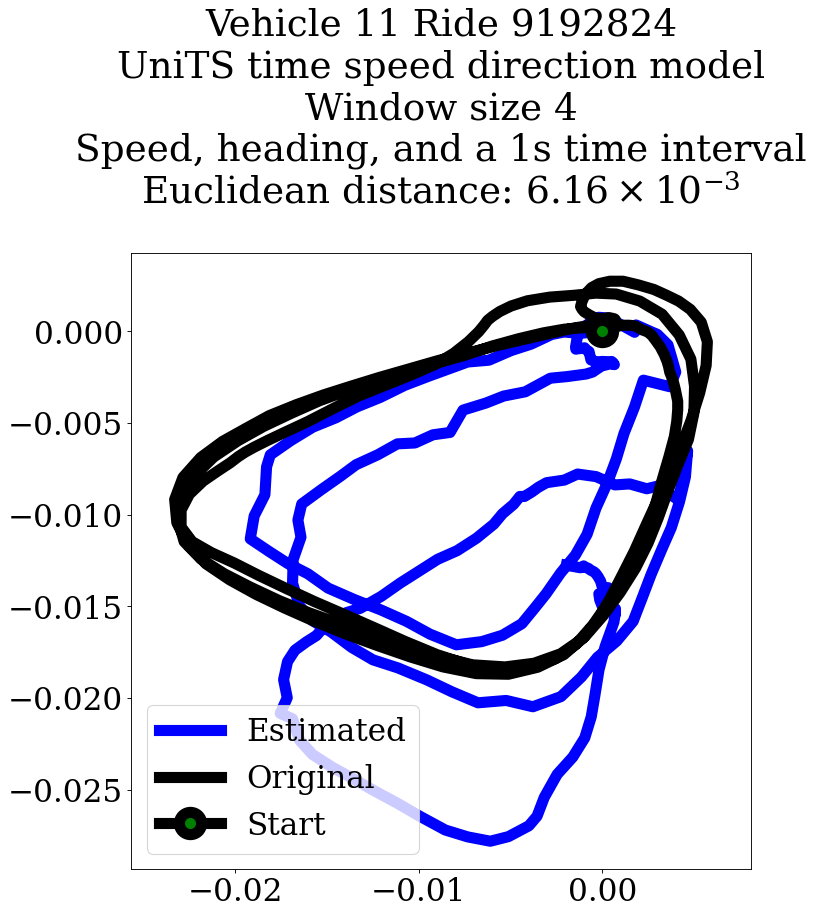 Vehicle 11 Ride 9192824
UniTS time speed direction model
Window size 4
Speed, heading, and a 1s time interval
Euclidean distance: 6.16 × 10⁻³
0.000
−0.005
−0.010
−0.015
−0.020
−0.025
Estimated
Original
Start
−0.02
−0.01
0.00